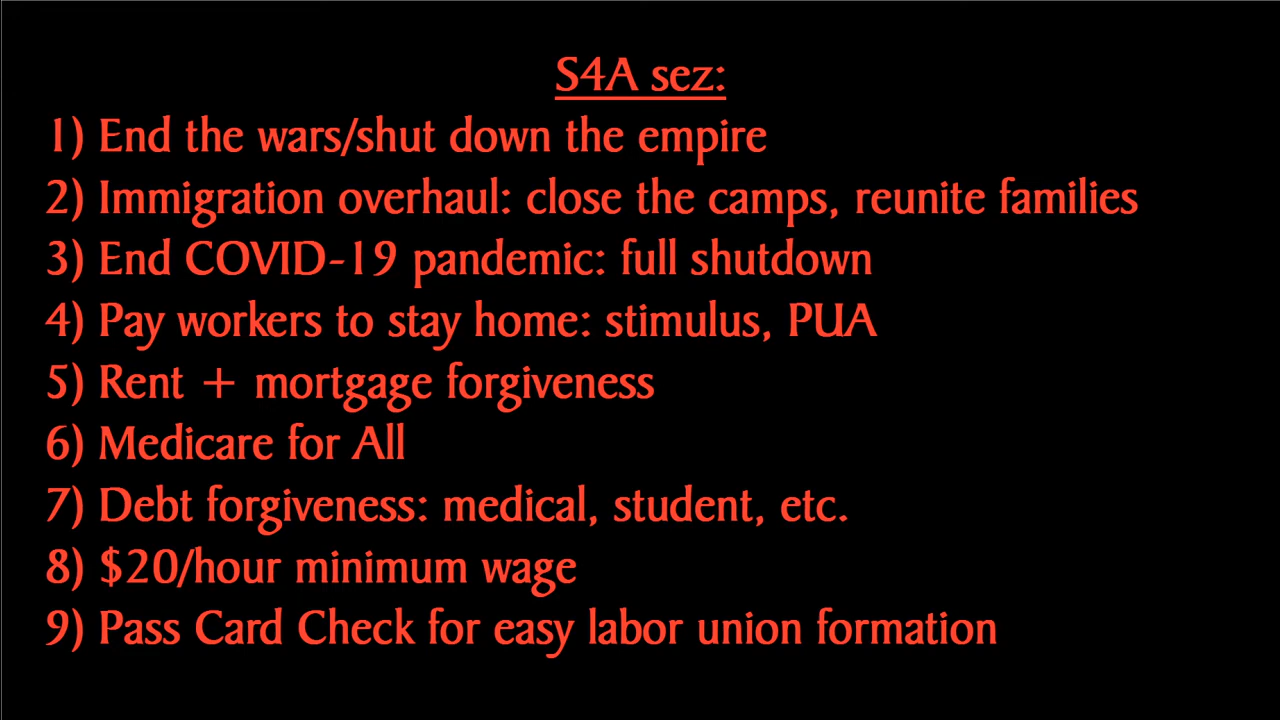 S4A sez:
1) End the wars/shut down the empire
2) Immigration overhaul: close the camps, reunite families
3) End COVID-19 pandemic: full shutdown
4) Pay workers to stay home: stimulus, PUA
5) Rent + mortgage forgiveness
6) Medicare for All
7) Debt forgiveness: medical, student, etc.
8) $20/hour minimum wage
9) Pass Card Check for easy labor union formation